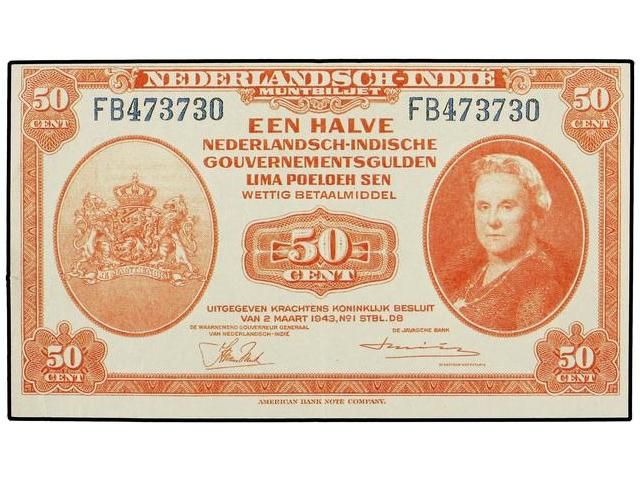 NEDERLANDSCH-INDIË
MUNTBILJET
50 CENT
50 CENT
FB473730
FB473730
EEN HALVE
NEDERLANDSCH-INDISCHE
GOUVERNEMENTSGULDEN
LIMA POELOEH SEN
WETTIG BETAALMIDDEL
50
CENT
UITGEGEVEN KRACHTENS KONINKLIJK BESLUIT
VAN 2 MAART 1943, No1 STBL. D8
DE WAARNEMEND GOUVERNEUR GENERAAL
VAN NEDERLANDSCH-INDIË
DE JAVASCHE BANK
50 CENT
50 CENT
AMERICAN BANK NOTE COMPANY.